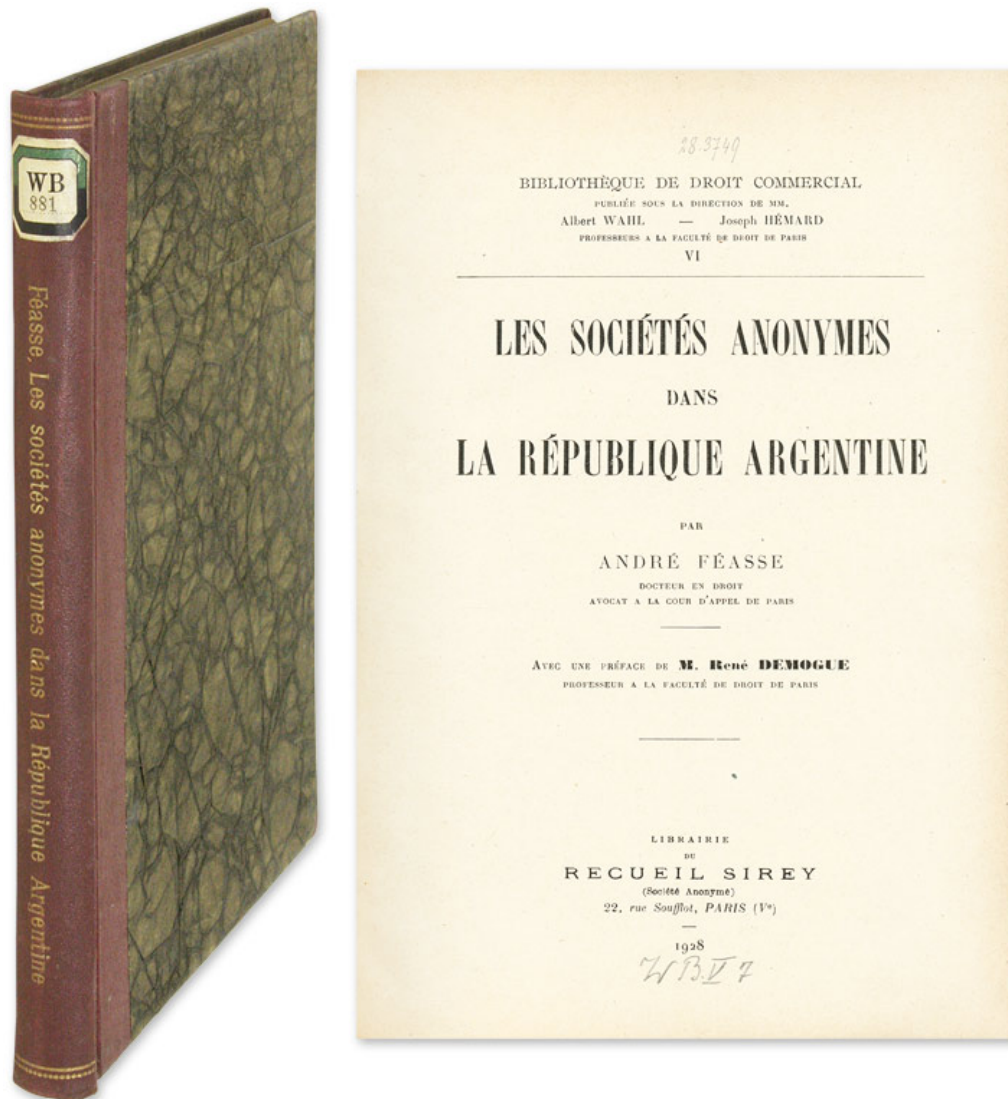 WB
881
Féasse, Les sociétés anonymes dans la République Argentine
28.3749
BIBLIOTHÈQUE DE DROIT COMMERCIAL
PUBLIÉE SOUS LA DIRECTION DE MM.
Albert WAHL — Joseph HÉMARD
PROFESSEURS A LA FACULTÉ DE DROIT DE PARIS
VI
LES SOCIÉTÉS ANONYMES
DANS
LA RÉPUBLIQUE ARGENTINE
PAR
ANDRÉ FÉASSE
DOCTEUR EN DROIT
AVOCAT A LA COUR D'APPEL DE PARIS
AVEC UNE PRÉFACE DE M. René DEMOGUE
PROFESSEUR A LA FACULTÉ DE DROIT DE PARIS
LIBRAIRIE
DU
RECUEIL SIREY
(Société Anonyme)
22, rue Soufflot, PARIS (Vᵉ)
1928
W B. V 7